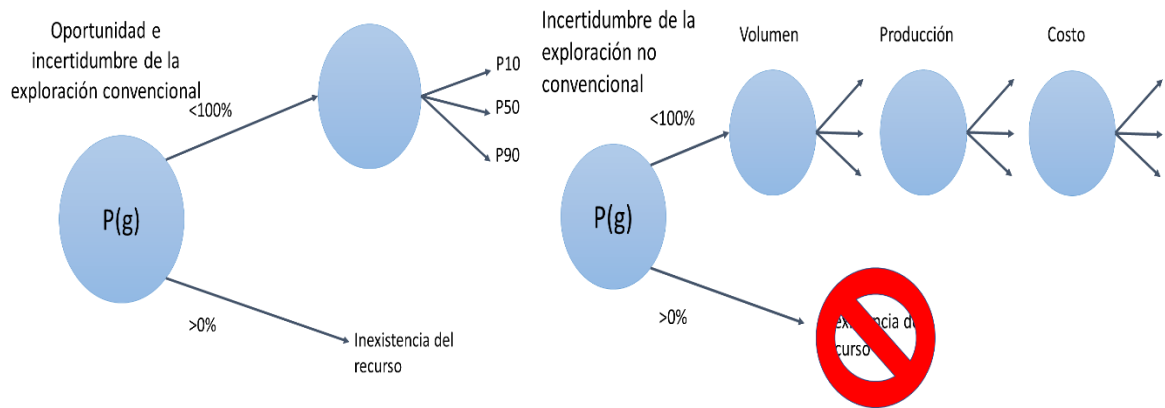 Oportunidad e
incertidumbre de la
exploración convencional
<100%
P10
P50
P90
P(g)
>0%
Inexistencia del
recurso
Incertidumbre de la
exploración no
convencional
Volumen
Producción
Costo
<100%
P(g)
>0%